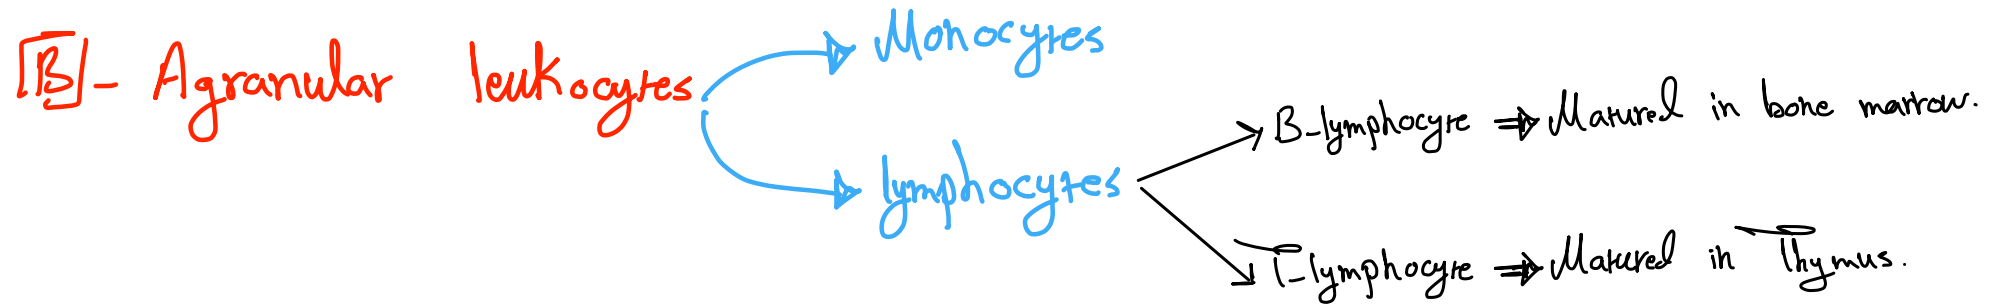 [B]- Agranular leukocytes
Monocytes
lymphocytes
B-lymphocyte ⇒ Matured in bone marrow.
T-lymphocyte ⇒ Matured in Thymus.